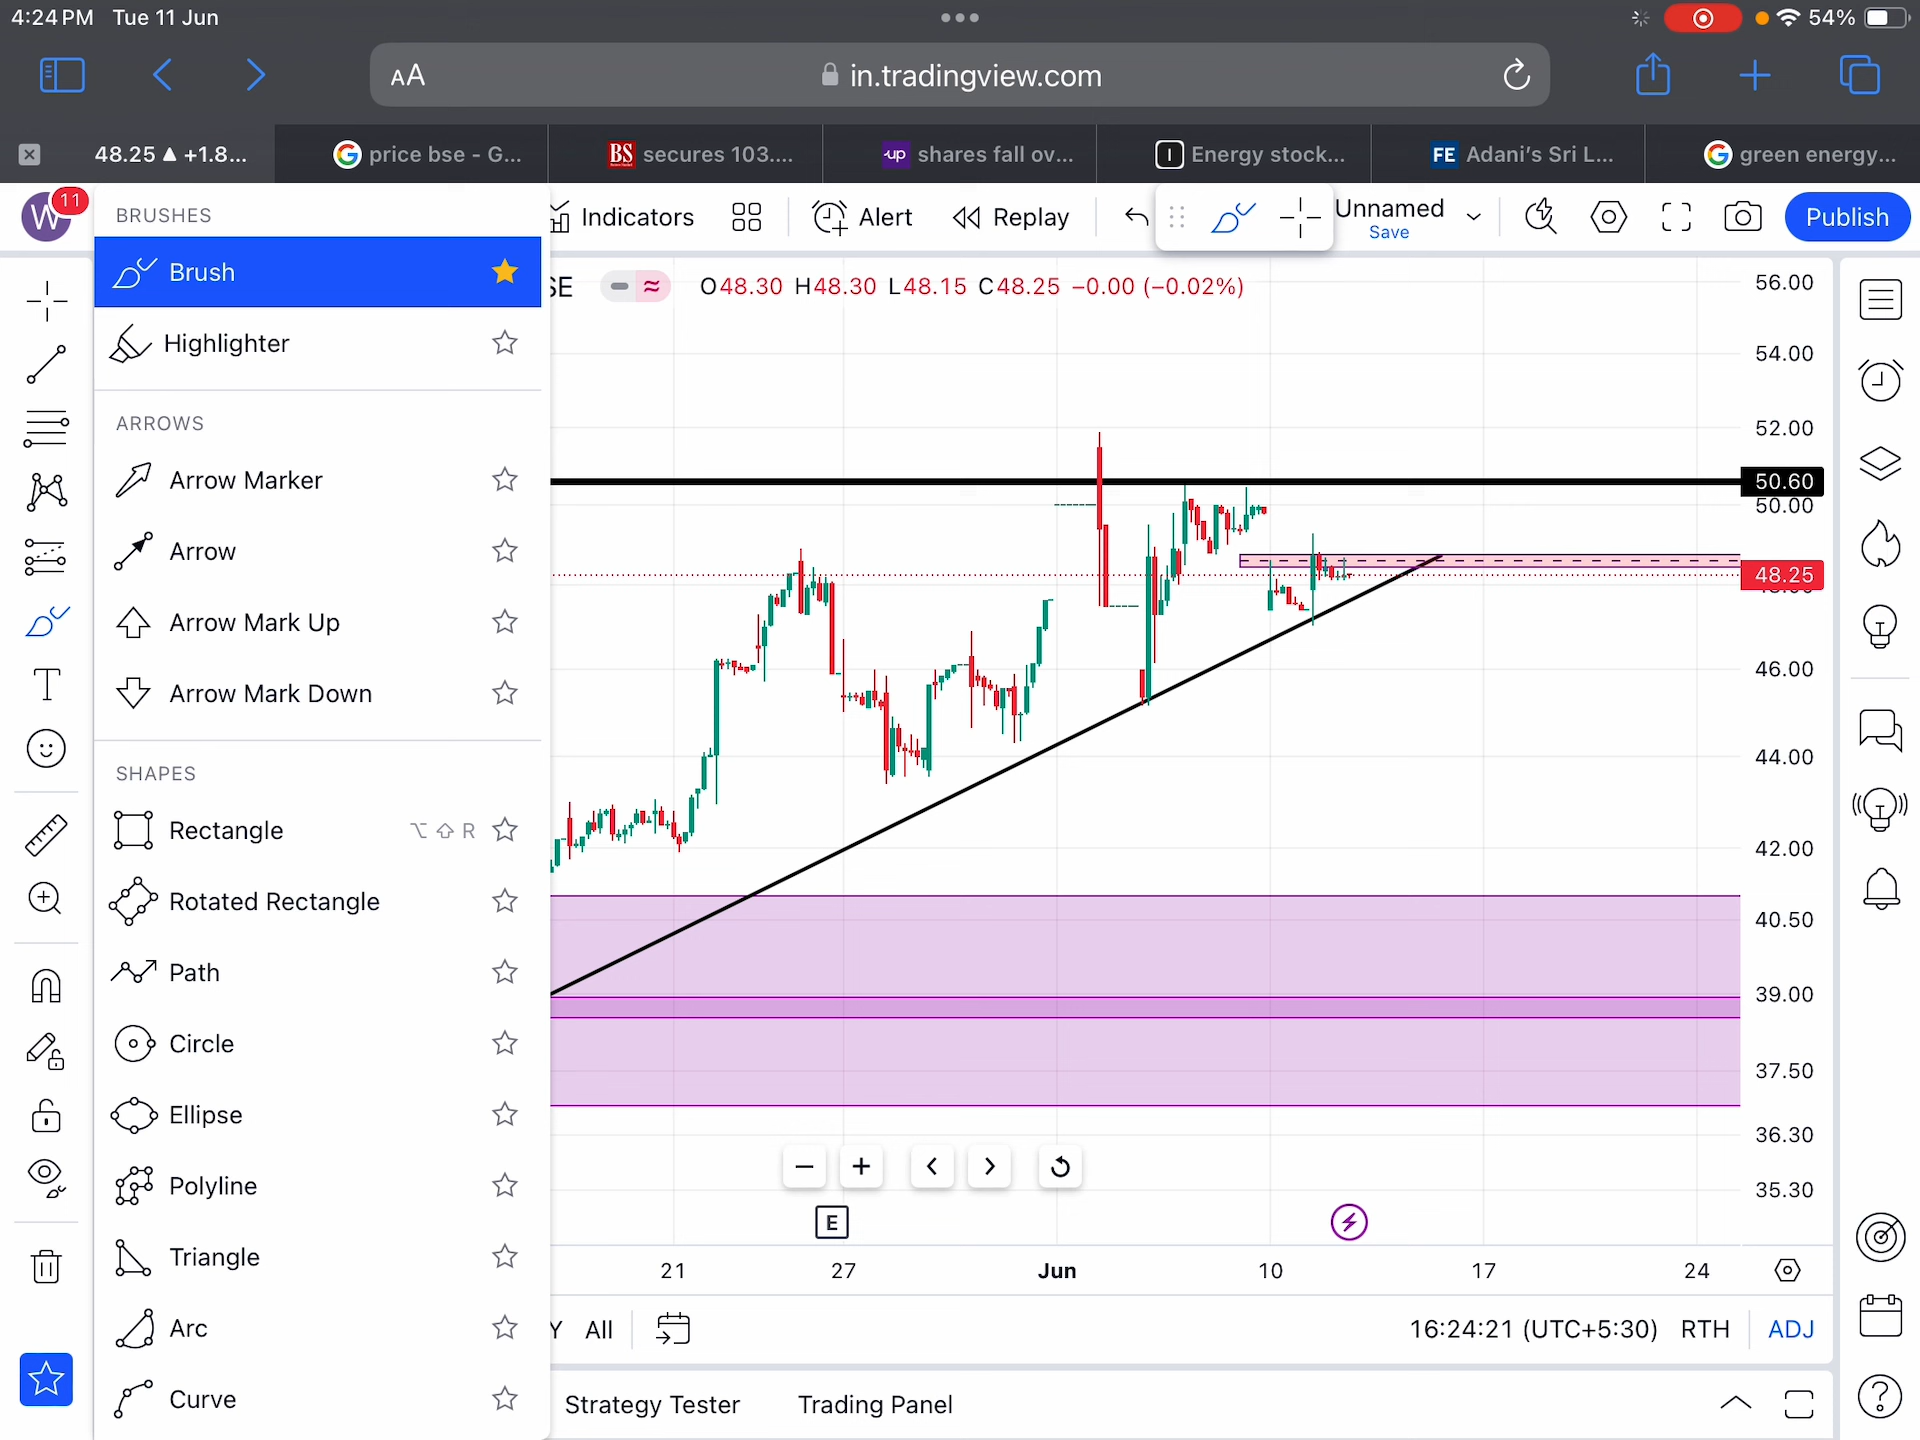 4:24 PM Tue 11 Jun
54%
AA
in.tradingview.com
48.25 ▲ +1.8...
G price bse - G...
BS secures 103....
up shares fall ov...
I Energy stock...
FE Adani's Sri L...
G green energy...
W 11
Indicators
Alert
Replay
Unnamed
Save
Publish
BRUSHES
Brush
Highlighter
ARROWS
Arrow Marker
Arrow
Arrow Mark Up
Arrow Mark Down
SHAPES
Rectangle ⌥ ⇧ R
Rotated Rectangle
Path
Circle
Ellipse
Polyline
Triangle
Arc
Curve
SE
O48.30 H48.30 L48.15 C48.25 −0.00 (−0.02%)
56.00
54.00
52.00
50.60
50.00
48.25
46.00
44.00
42.00
40.50
39.00
37.50
36.30
35.30
E
21 27 Jun 10 17 24
Y All
16:24:21 (UTC+5:30) RTH ADJ
Strategy Tester Trading Panel